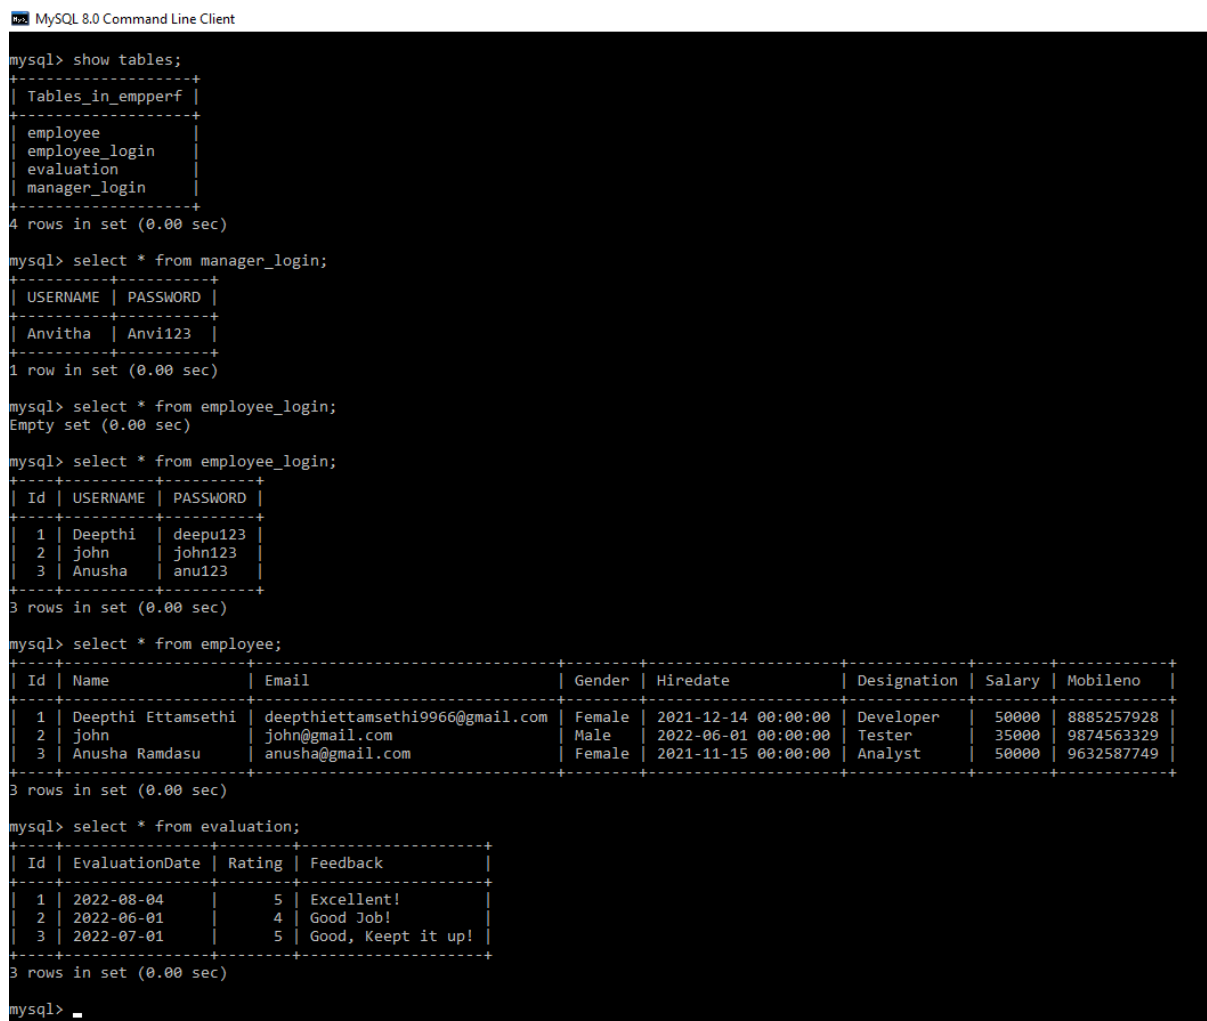 MySQL 8.0 Command Line Client
mysql> show tables;
+-------------------+
| Tables_in_empperf |
+-------------------+
| employee          |
| employee_login    |
| evaluation        |
| manager_login     |
+-------------------+
4 rows in set (0.00 sec)
mysql> select * from manager_login;
+----------+----------+
| USERNAME | PASSWORD |
+----------+----------+
| Anvitha  | Anvi123  |
+----------+----------+
1 row in set (0.00 sec)
mysql> select * from employee_login;
Empty set (0.00 sec)
mysql> select * from employee_login;
+----+----------+----------+
| Id | USERNAME | PASSWORD |
+----+----------+----------+
|  1 | Deepthi  | deepu123 |
|  2 | john     | john123  |
|  3 | Anusha   | anu123   |
+----+----------+----------+
3 rows in set (0.00 sec)
mysql> select * from employee;
+----+--------------------+---------------------------------+--------+---------------------+-------------+--------+------------+
| Id | Name               | Email                           | Gender | Hiredate            | Designation | Salary | Mobileno   |
+----+--------------------+---------------------------------+--------+---------------------+-------------+--------+------------+
|  1 | Deepthi Ettamsethi | deepthiettamsethi9966@gmail.com | Female | 2021-12-14 00:00:00 | Developer   |  50000 | 8885257928 |
|  2 | john               | john@gmail.com                  | Male   | 2022-06-01 00:00:00 | Tester      |  35000 | 9874563329 |
|  3 | Anusha Ramdasu     | anusha@gmail.com                | Female | 2021-11-15 00:00:00 | Analyst     |  50000 | 9632587749 |
+----+--------------------+---------------------------------+--------+---------------------+-------------+--------+------------+
3 rows in set (0.00 sec)
mysql> select * from evaluation;
+----+----------------+--------+--------------------+
| Id | EvaluationDate | Rating | Feedback           |
+----+----------------+--------+--------------------+
|  1 | 2022-08-04     |      5 | Excellent!         |
|  2 | 2022-06-01     |      4 | Good Job!          |
|  3 | 2022-07-01     |      5 | Good, Keept it up! |
+----+----------------+--------+--------------------+
3 rows in set (0.00 sec)
mysql>